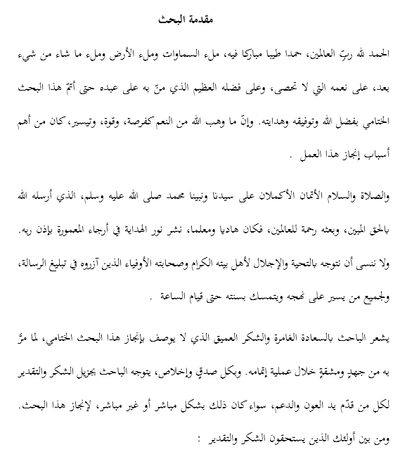 مقدمة البحث
الحمد لله ربّ العالمين، حمدا طيبا مباركا فيه، ملء السماوات وملء الأرض وملء ما شاء من شيء
بعد، على نعمه التي لا تحصى، وعلى فضله العظيم الذي منّ به على عبده حتى أتمّ هذا البحث
الختامي بفضل الله وتوفيقه وهدايته. وإنّ ما وهب الله من النعم كفرصة، وقوة، وتيسير، كان من أهم
أسباب إنجاز هذا العمل .
والصلاة والسلام الأتمان الأكملان على سيدنا ونبينا محمد صلى الله عليه وسلم، الذي أرسله الله
بالحق المبين، وبعثه رحمة للعالمين، فكان هاديا ومعلما، نشر نور الهداية في أرجاء المعمورة بإذن ربه.
ولا ننسى أن نتوجه بالتحية والإجلال لأهل بيته الكرام وصحابته الأوفياء الذين آزروه في تبليغ الرسالة،
ولجميع من يسير على نهجه ويتمسك بسنته حتى قيام الساعة .
يشعر الباحث بالسعادة الغامرة والشكر العميق الذي لا يوصف بإنجاز هذا البحث الختامي، لما مرَّ
به من جهدٍ ومشقةٍ خلال عملية إتمامه. وبكل صدقٍ وإخلاص، يتوجه الباحث بجزيل الشكر والتقدير
لكل من قدّم يد العون والدعم، سواء كان ذلك بشكل مباشر أو غير مباشر، لإنجاز هذا البحث.
ومن بين أولئك الذين يستحقون الشكر والتقدير :